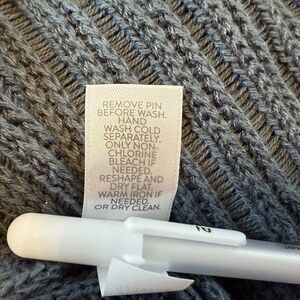 REMOVE PIN
BEFORE WASH.
HAND
WASH COLD
SEPARATELY.
ONLY NON-
CHLORINE
BLEACH IF
NEEDED.
RESHAPE AND
DRY FLAT.
WARM IRON IF
NEEDED.
OR DRY CLEAN.